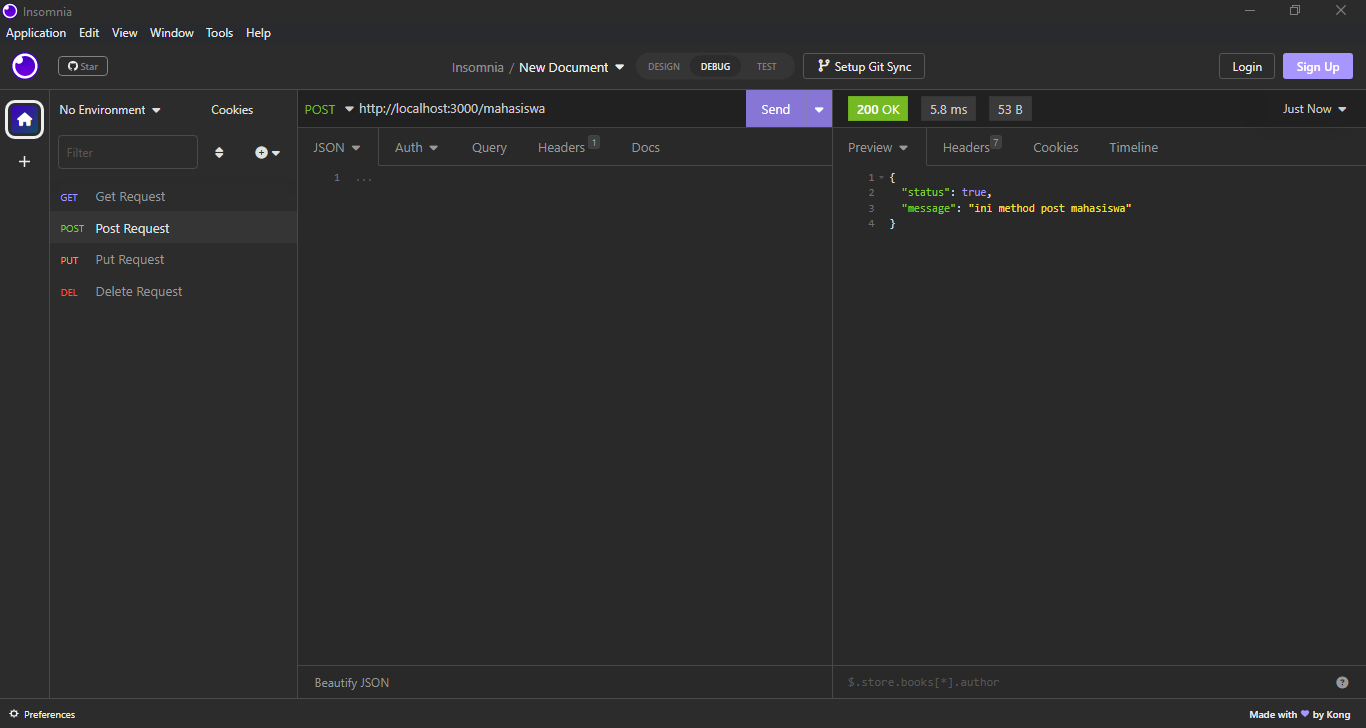 Insomnia
Application Edit View Window Tools Help
Star
Insomnia / New Document
DESIGN DEBUG TEST
Setup Git Sync
Login
Sign Up
No Environment
Cookies
Filter
GET Get Request
POST Post Request
PUT Put Request
DEL Delete Request
POST http://localhost:3000/mahasiswa
Send
JSON Auth Query Headers 1 Docs
1 ...
Beautify JSON
200 OK 5.8 ms 53 B
Just Now
Preview Headers 7 Cookies Timeline
1 {
2 "status": true,
3 "message": "ini method post mahasiswa"
4 }
$.store.books[*].author
?
Preferences
Made with ♥ by Kong